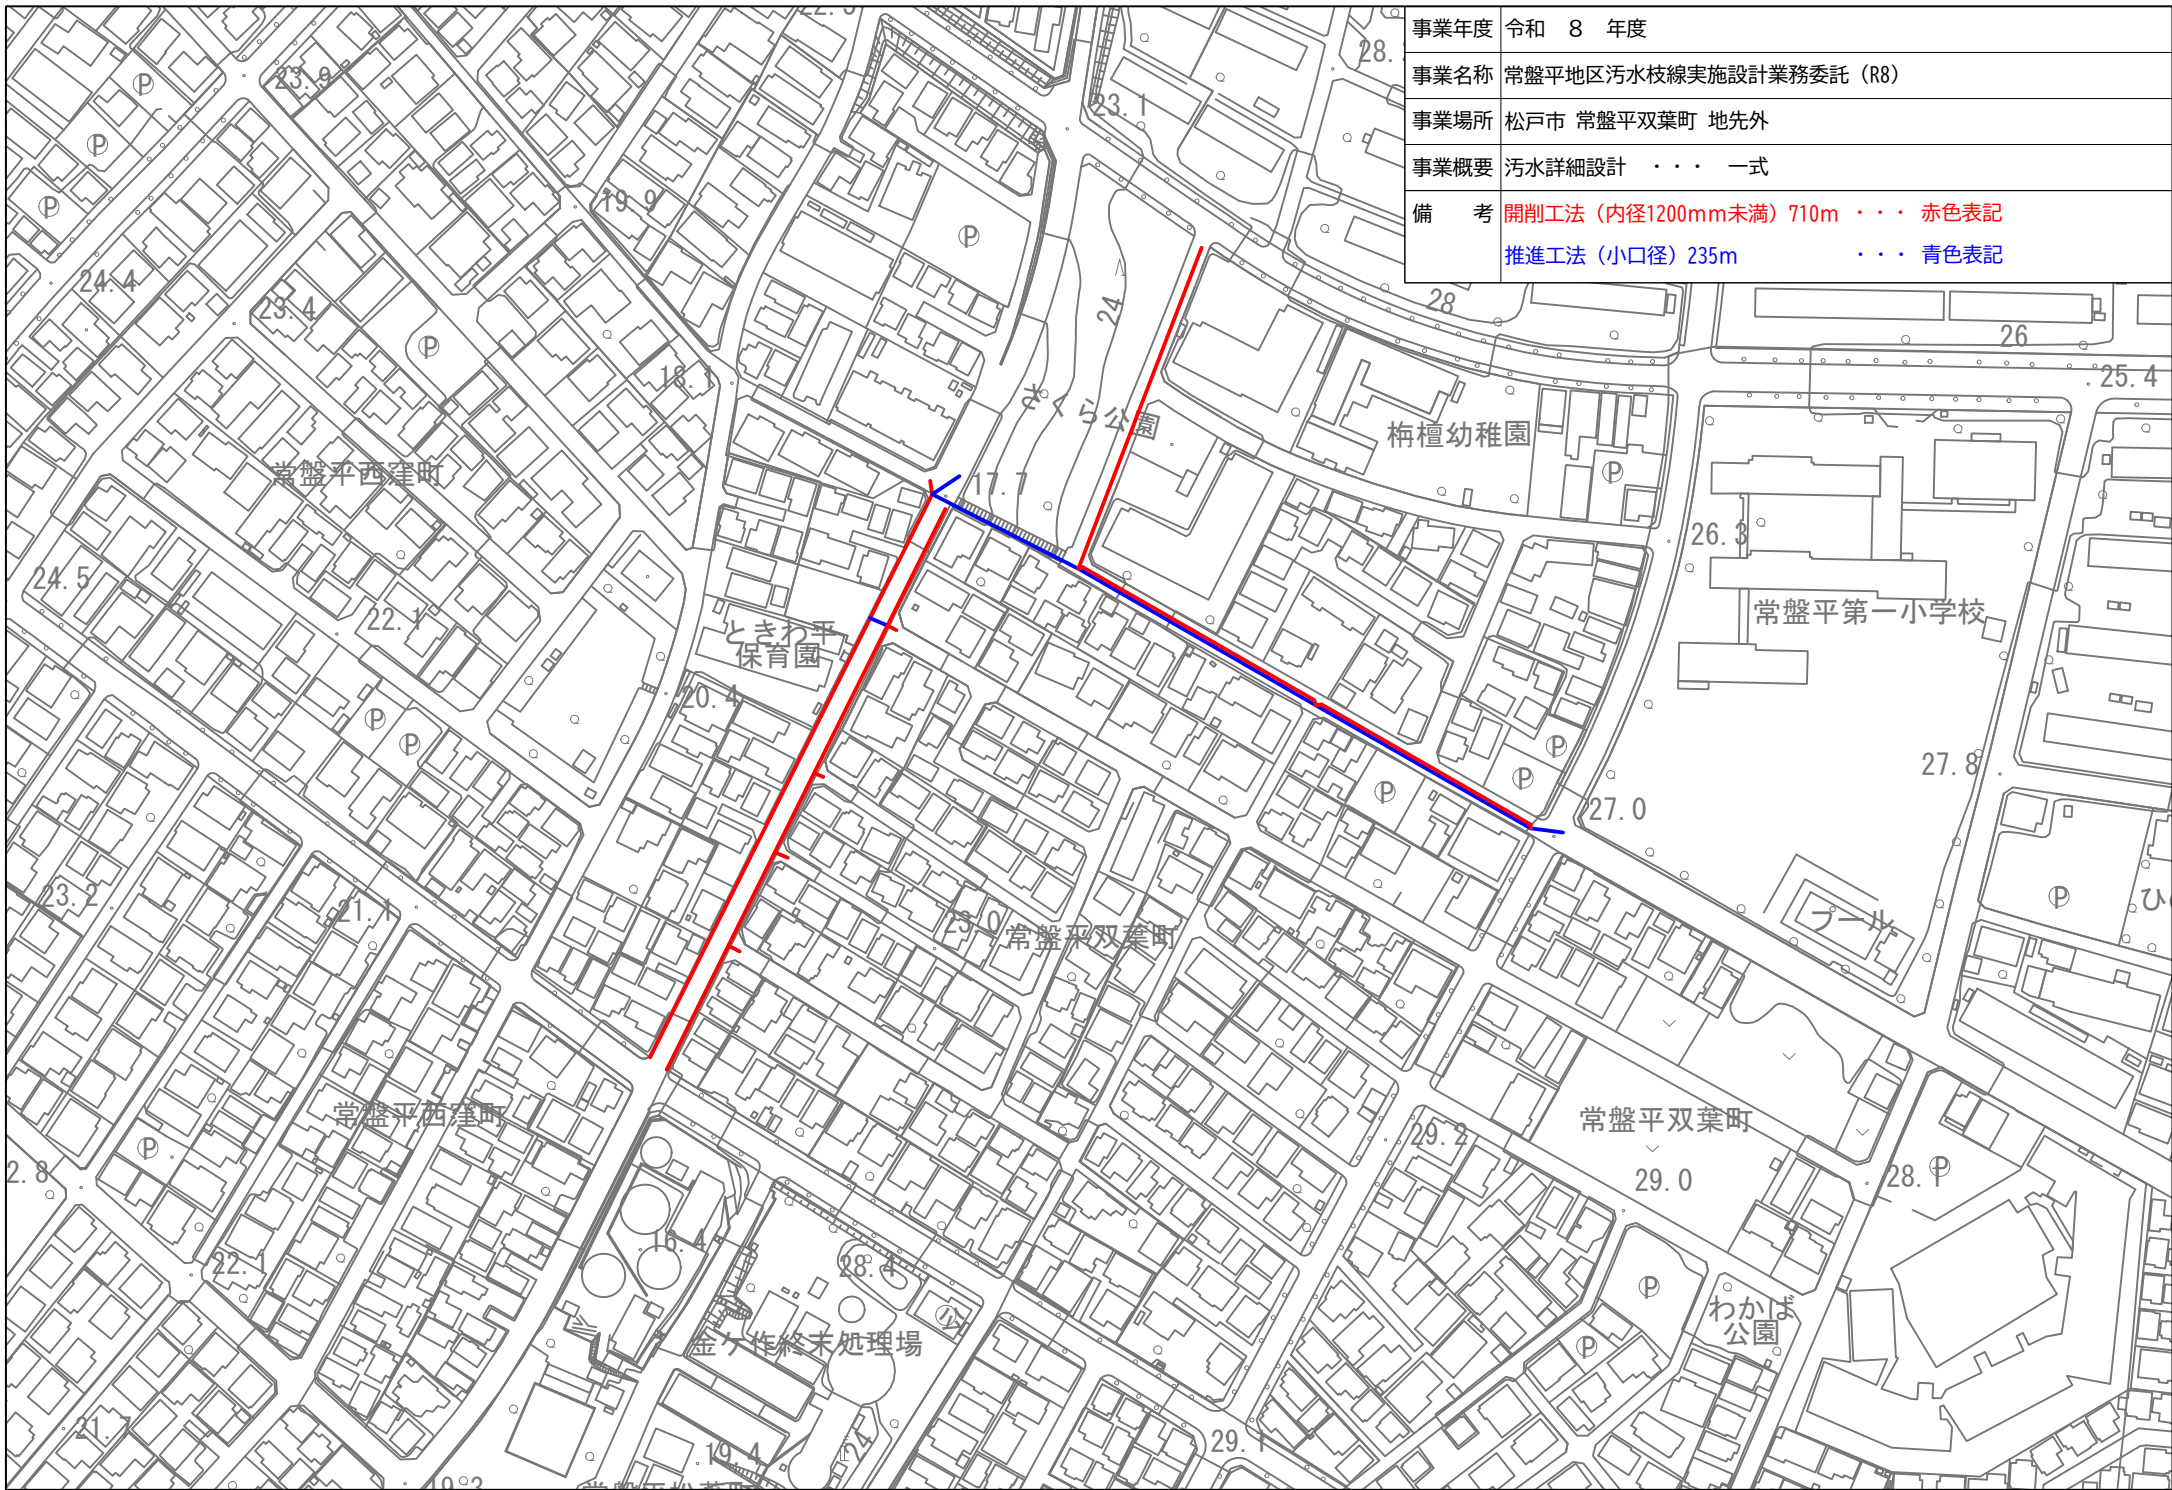 事業年度 令和 8 年度
事業名称 常盤平地区汚水枝線実施設計業務委託（R8）
事業場所 松戸市 常盤平双葉町 地先外
事業概要 汚水詳細設計 ・・・ 一式
備 考 開削工法（内径1200mm未満）710m ・・・ 赤色表記
推進工法（小口径）235m ・・・ 青色表記
23.9
23.1
P
P
P
19.9
P
24.4
23.4
24
28
26
P
18.1
25.4
さくら公園
栴檀幼稚園
常盤平西窪町
17.7
P
26.3
24.5
22.1
常盤平第一小学校
ときわ平
保育園
20.4
P
P
P
P
P
27.8
27.0
23.2
21.1
23.0
常盤平双葉町
プール
P
常盤平西窪町
常盤平双葉町
29.2
P
2.8
29.0
28.1
P
16.4
22.1
28.4
P
わかば
公園
公
金ケ作終末処理場
P
21.7
19.4
24
29.1
19.3